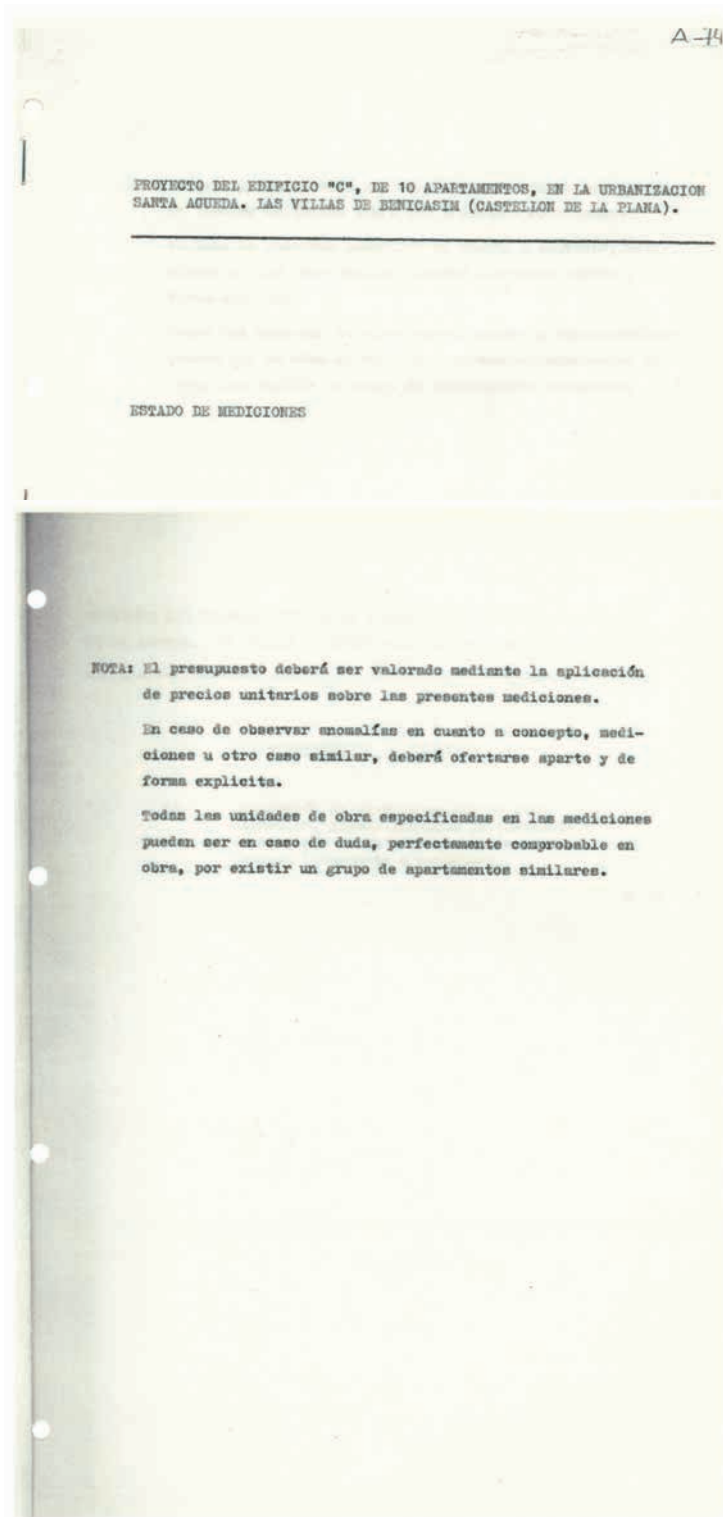 A-74
PROYECTO DEL EDIFICIO "C", DE 10 APARTAMENTOS, EN LA URBANIZACION
SANTA AGUEDA. LAS VILLAS DE BENICASIM (CASTELLON DE LA PLANA).
ESTADO DE MEDICIONES
NOTA: El presupuesto deberá ser valorado mediante la aplicación
de precios unitarios sobre las presentes mediciones.
En caso de observar anomalías en cuanto a concepto, medi-
ciones u otro caso similar, deberá ofertarse aparte y de
forma explicita.
Todas las unidades de obra especificadas en las mediciones
pueden ser en caso de duda, perfectamente comprobable en
obra, por existir un grupo de apartamentos similares.